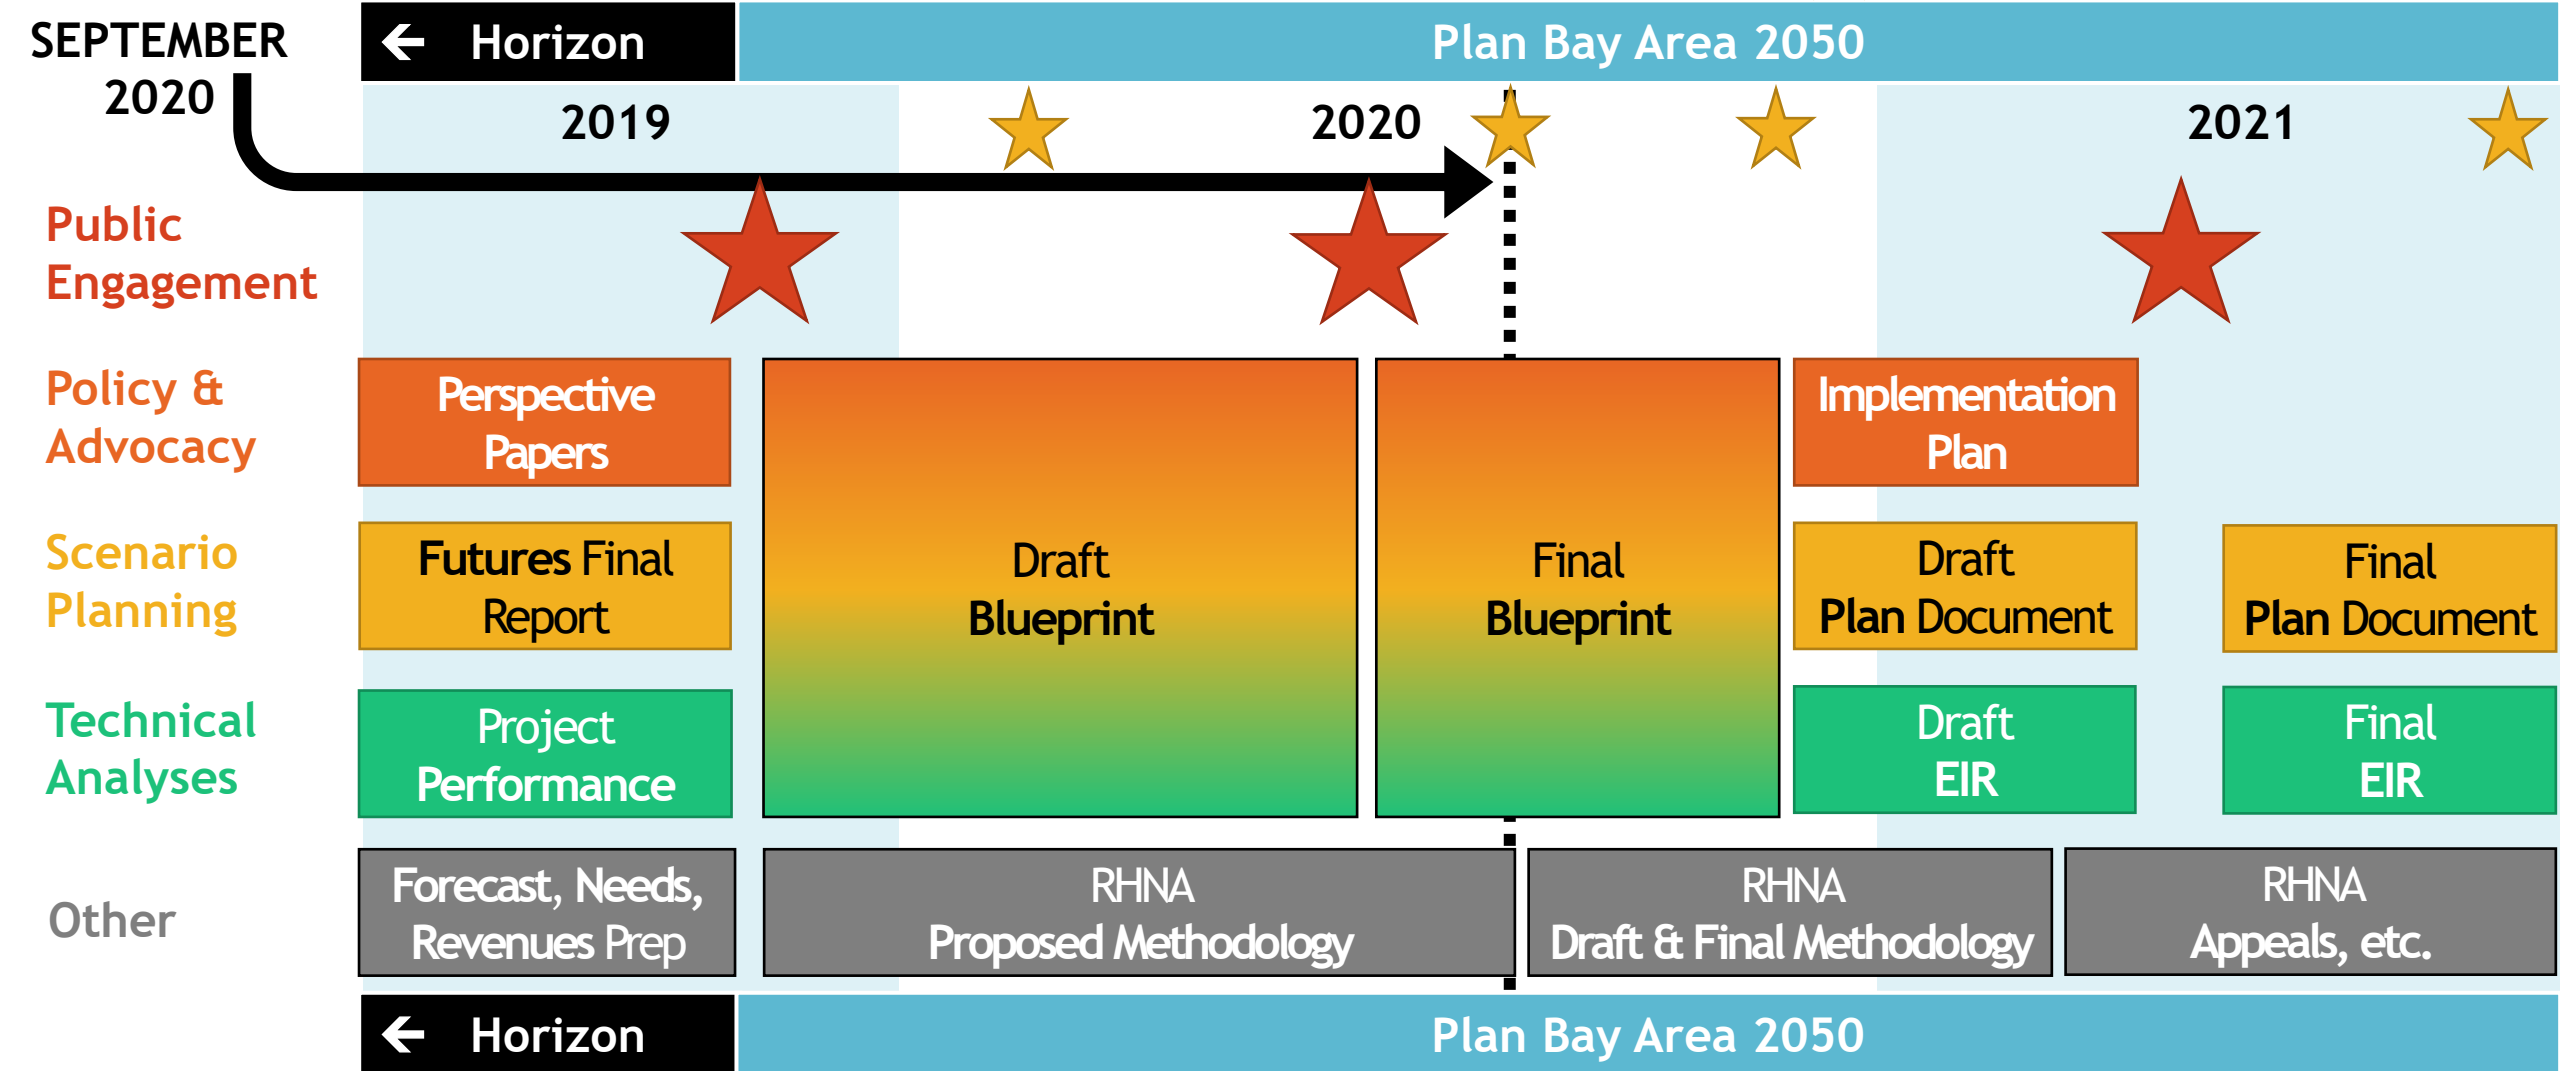 SEPTEMBER
2020
← Horizon
Plan Bay Area 2050
2019
2020
2021
Public
Engagement
Policy &
Advocacy
Perspective
Papers
Implementation
Plan
Scenario
Planning
Futures Final
Report
Draft
Blueprint
Final
Blueprint
Draft
Plan Document
Final
Plan Document
Technical
Analyses
Project
Performance
Draft
EIR
Final
EIR
Other
Forecast, Needs,
Revenues Prep
RHNA
Proposed Methodology
RHNA
Draft & Final Methodology
RHNA
Appeals, etc.
← Horizon
Plan Bay Area 2050